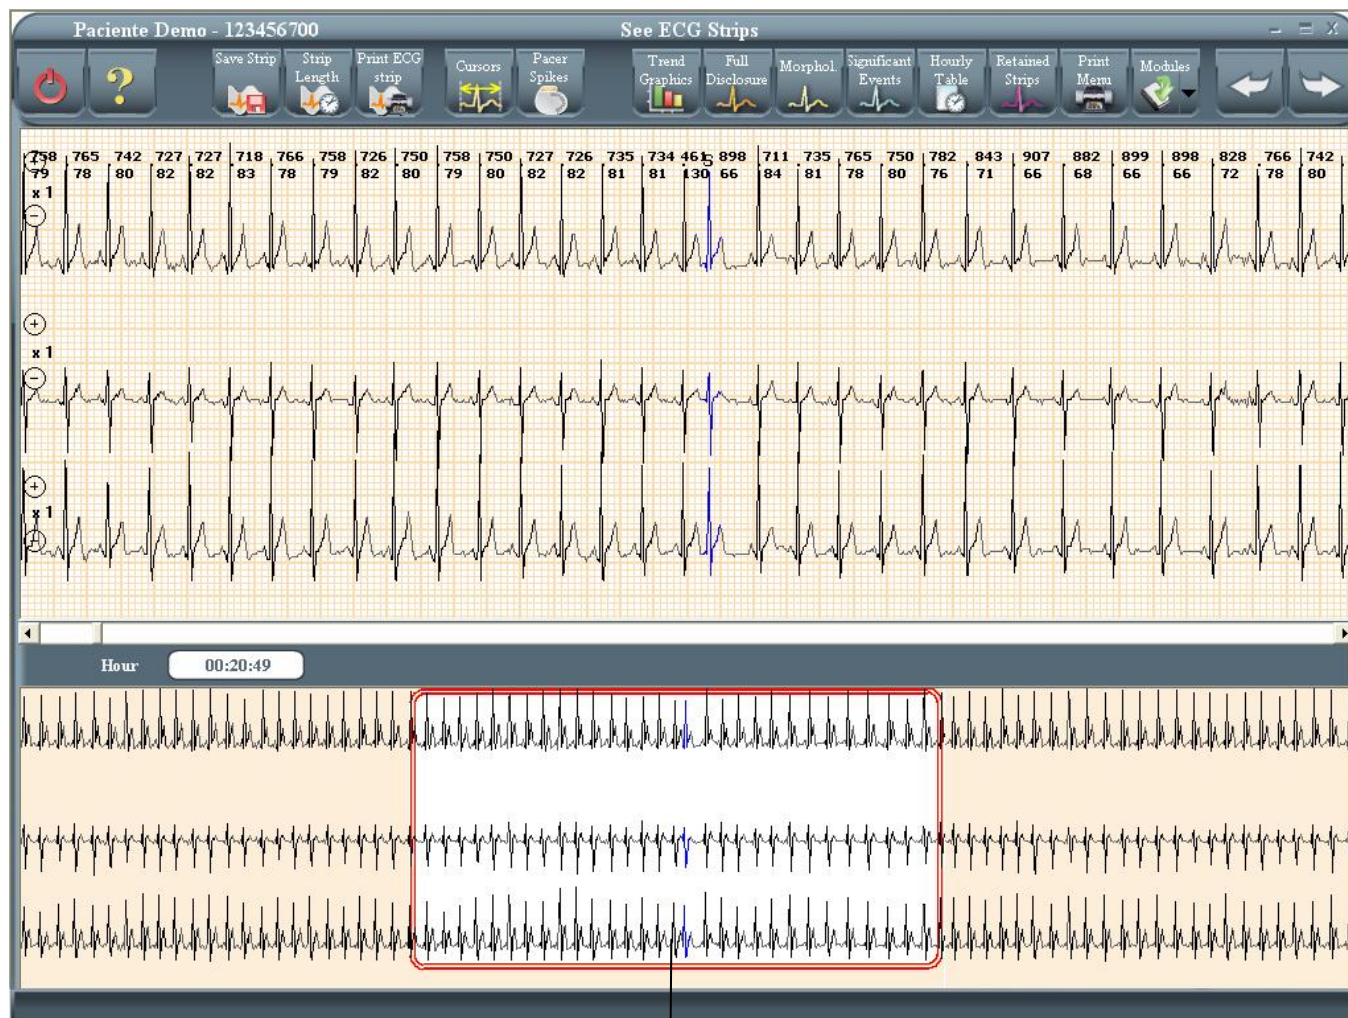 Paciente Demo - 123456700 See ECG Strips
Save Strip Strip Length Print ECG strip Cursors Pacer Spikes Trend Graphics Full Disclosure Morphol. Significant Events Hourly Table Retained Strips Print Menu Modules
758 765 742 727 727 718 766 758 726 750 758 750 727 726 735 734 461 S 898 711 735 765 750 782 843 907 882 899 898 828 766 742
79 78 80 82 82 83 78 79 82 80 79 80 82 82 81 81 130 66 84 81 78 80 76 71 66 68 66 66 72 78 80
x 1
x 1
x 1
Hour 00:20:49